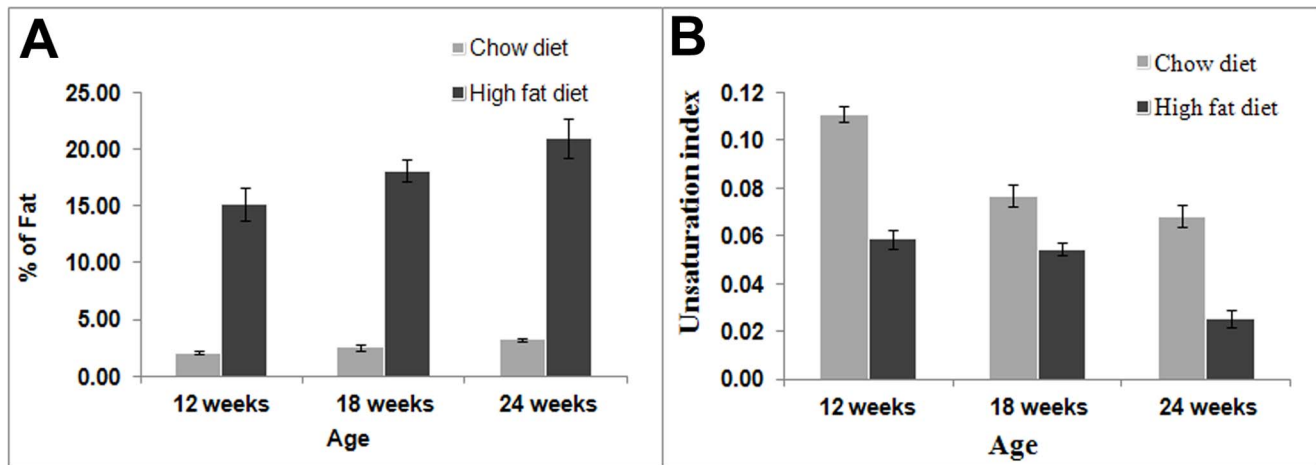 A
Chow diet
High fat diet
25.00
20.00
15.00
10.00
5.00
0.00
% of Fat
12 weeks
18 weeks
24 weeks
Age
B
Chow diet
High fat diet
0.12
0.10
0.08
0.06
0.04
0.02
0.00
Unsaturation index
12 weeks
18 weeks
24 weeks
Age